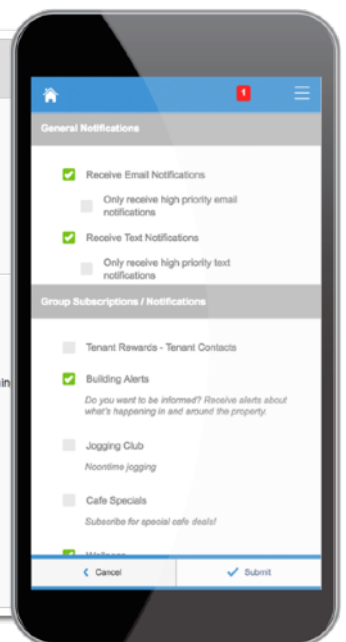 1
General Notifications
Receive Email Notifications
Only receive high priority email
notifications
Receive Text Notifications
Only receive high priority text
notifications
Group Subscriptions / Notifications
Tenant Rewards - Tenant Contacts
Building Alerts
Do you want to be informed? Receive alerts about
what's happening in and around the property.
in
Jogging Club
Noontime jogging
Cafe Specials
Subscribe for special cafe deals!
Wellness
Cancel
Submit